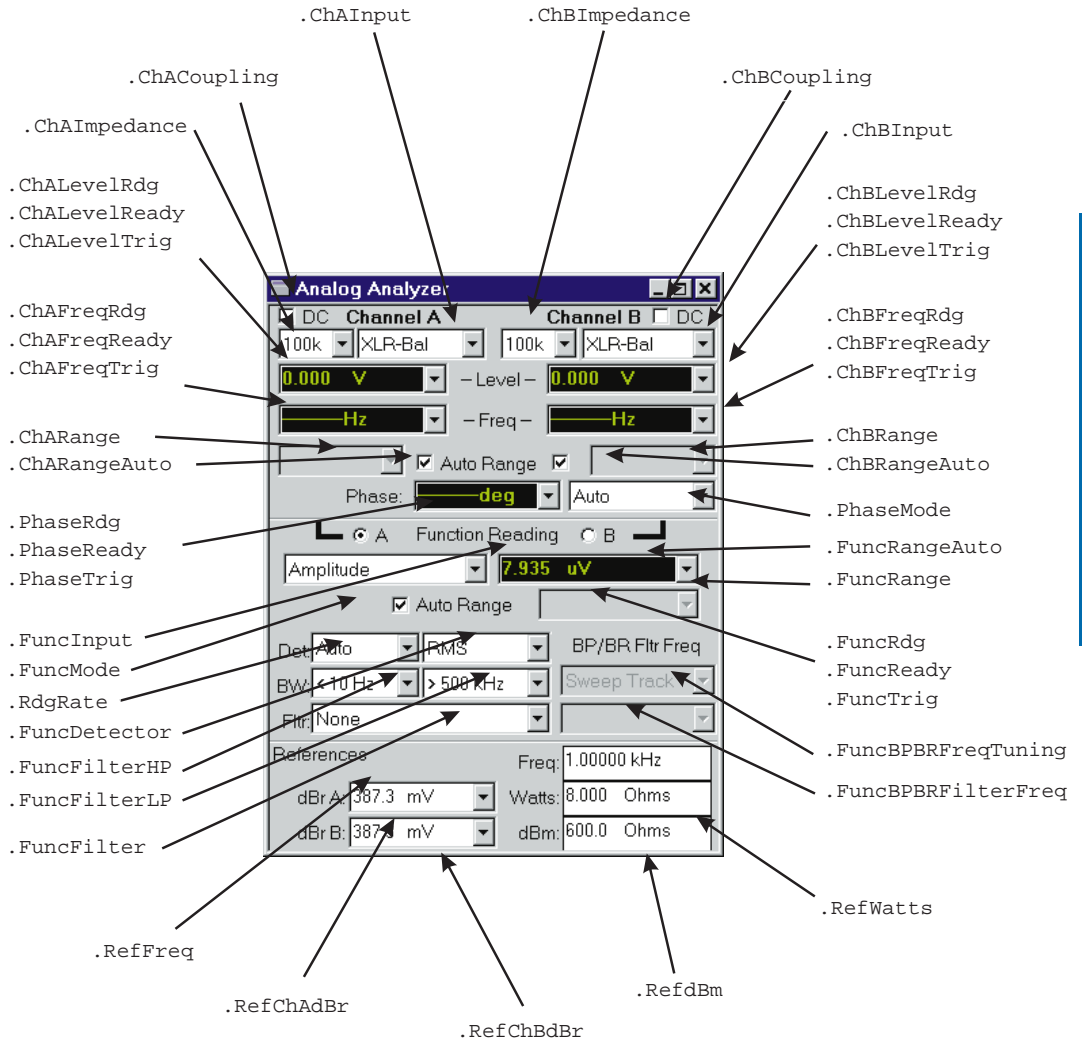 .ChAInput
.ChBImpedance
.ChACoupling
.ChBCoupling
.ChAImpedance
.ChBInput
.ChALevelRdg
.ChALevelReady
.ChALevelTrig
.ChBLevelRdg
.ChBLevelReady
.ChBLevelTrig
.ChAFreqRdg
.ChAFreqReady
.ChAFreqTrig
.ChBFreqRdg
.ChBFreqReady
.ChBFreqTrig
.ChARange
.ChARangeAuto
.ChBRange
.ChBRangeAuto
.PhaseRdg
.PhaseReady
.PhaseTrig
.PhaseMode
.FuncRangeAuto
.FuncRange
.FuncInput
.FuncMode
.RdgRate
.FuncDetector
.FuncFilterHP
.FuncFilterLP
.FuncFilter
.FuncRdg
.FuncReady
.FuncTrig
.FuncBPBRFreqTuning
.FuncBPBRFilterFreq
.RefWatts
.RefFreq
.RefdBm
.RefChAdBr
.RefChBdBr
Analog Analyzer
DC Channel A Channel B DC
100k XLR-Bal 100k XLR-Bal
0.000 V – Level – 0.000 V
Hz – Freq – Hz
Auto Range
Phase: deg Auto
A Function Reading B
Amplitude 7.935 uV
Auto Range
Det: Auto RMS BP/BR Fltr Freq
BW: < 10 Hz > 500 kHz Sweep Track
Fltr: None
References Freq: 1.00000 kHz
dBr A: 387.3 mV Watts: 8.000 Ohms
dBr B: 387.3 mV dBm: 600.0 Ohms